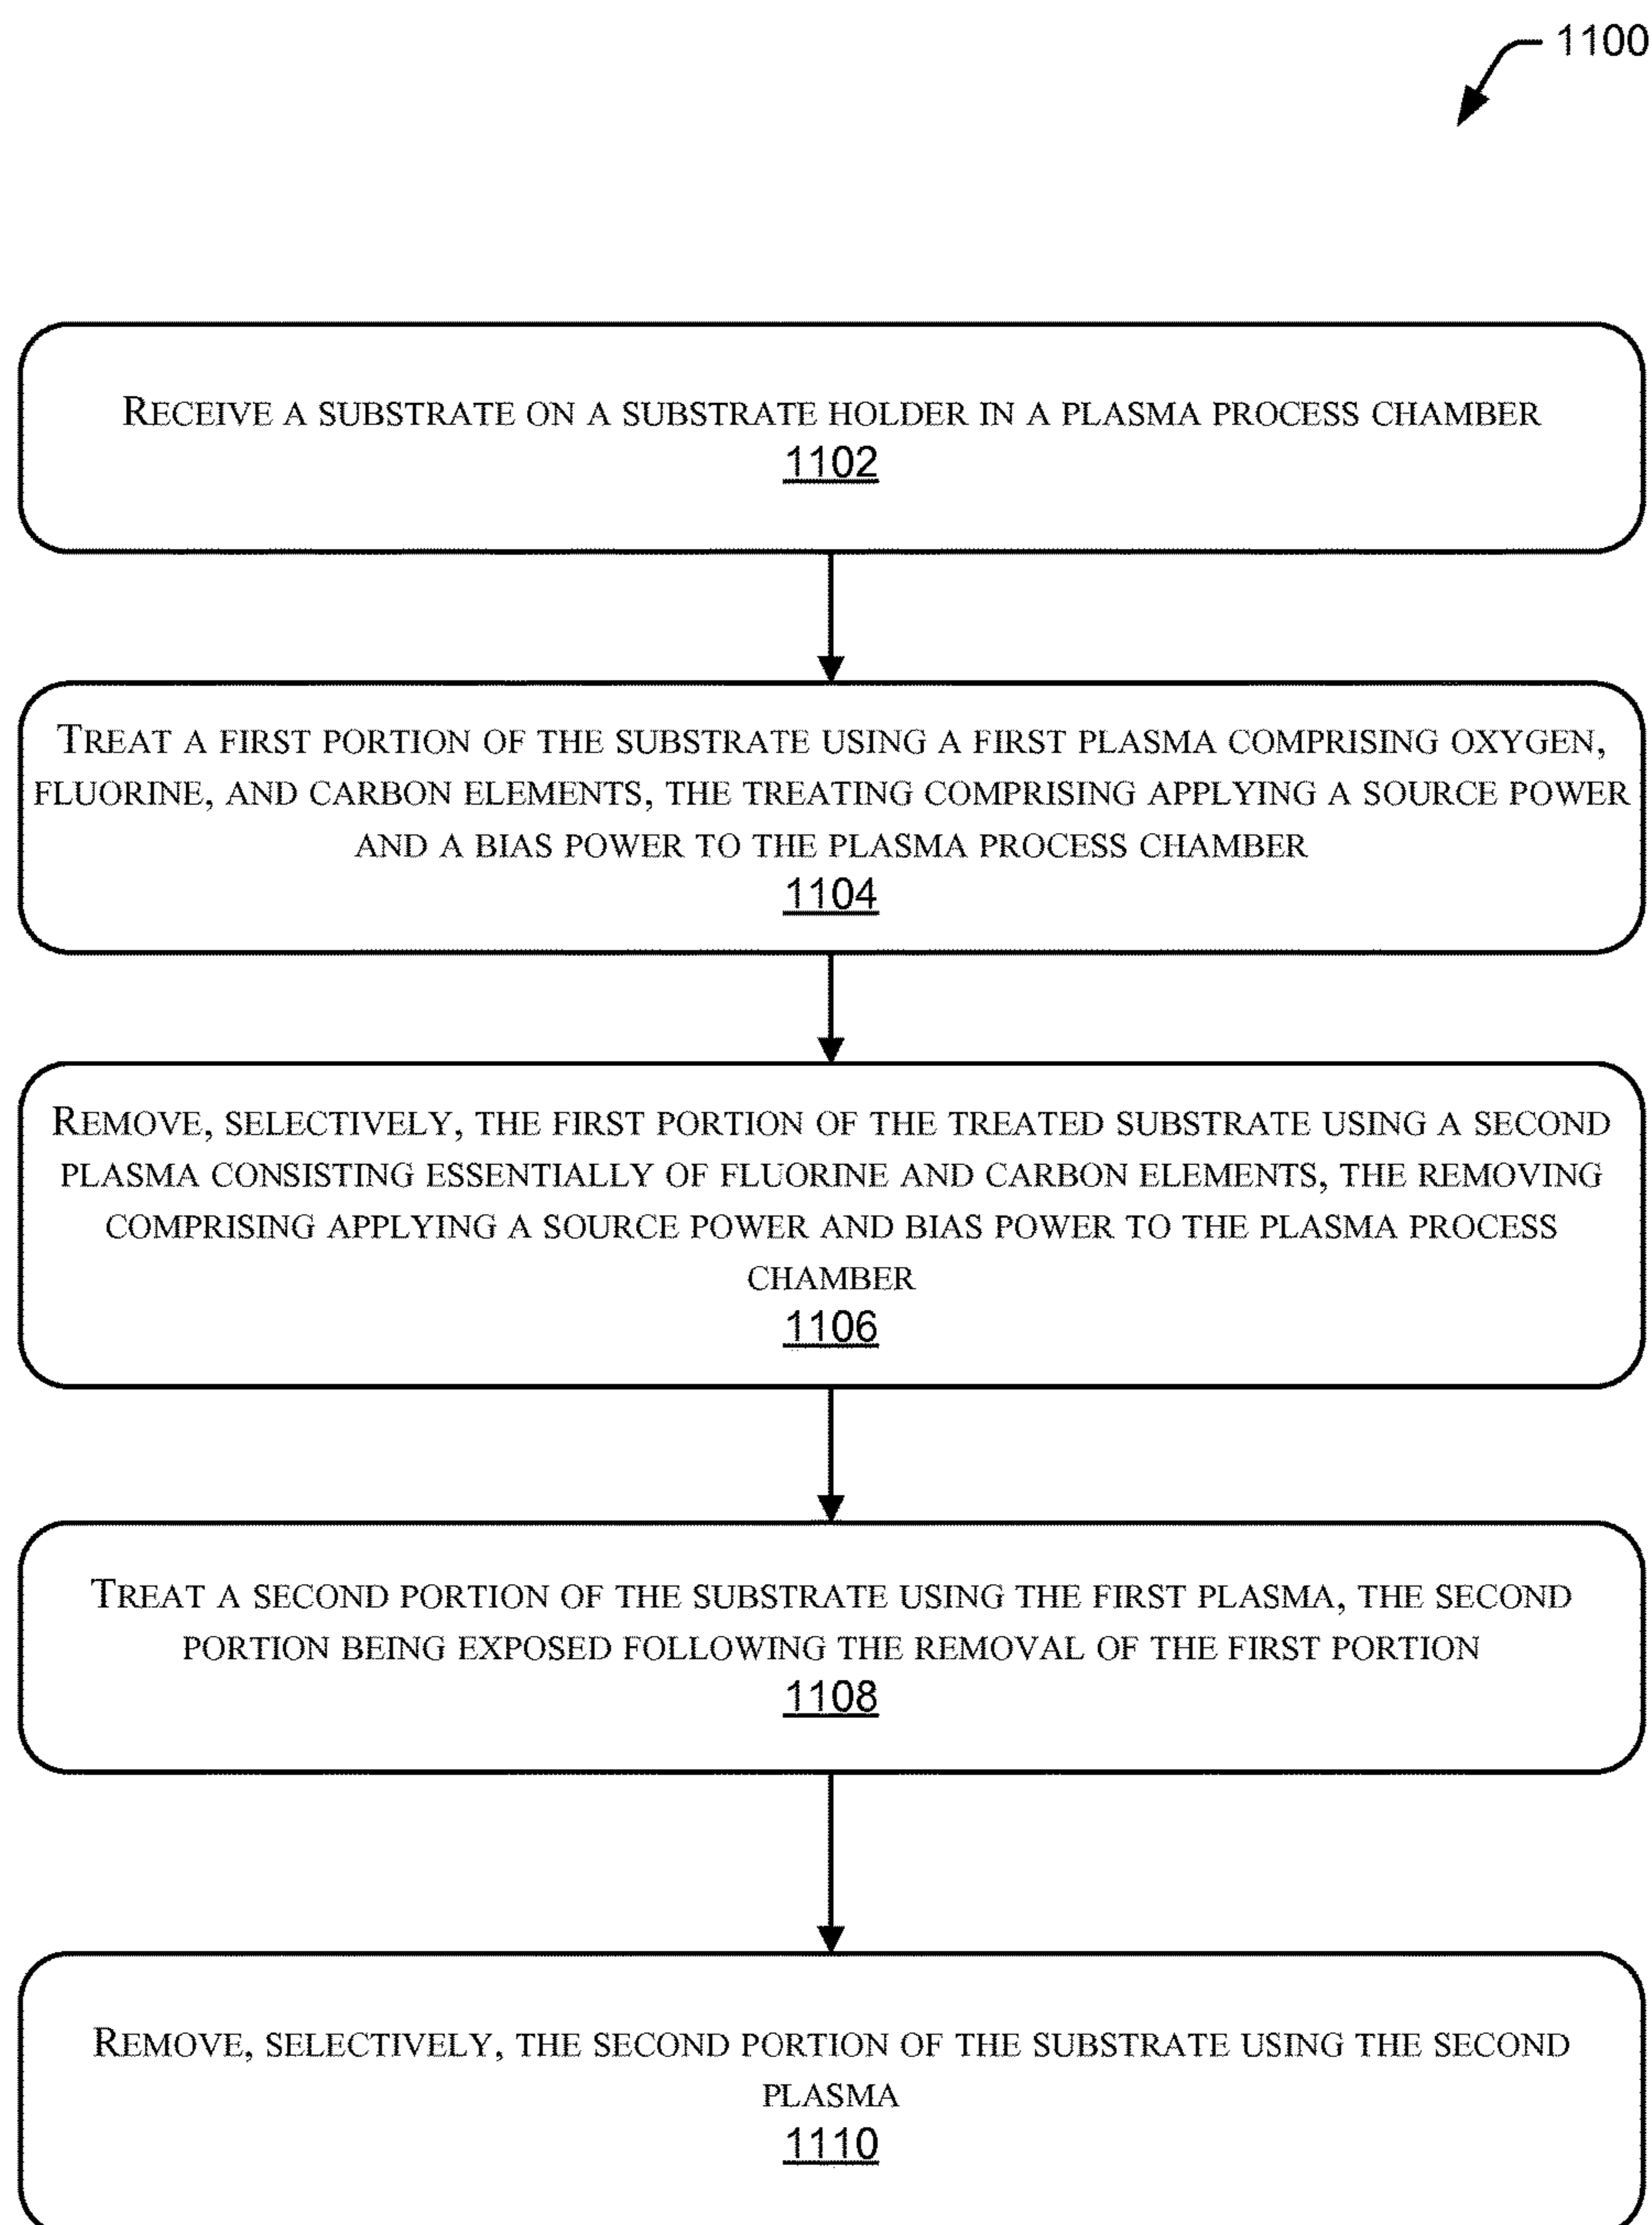 1100
RECEIVE A SUBSTRATE ON A SUBSTRATE HOLDER IN A PLASMA PROCESS CHAMBER
1102
TREAT A FIRST PORTION OF THE SUBSTRATE USING A FIRST PLASMA COMPRISING OXYGEN,
FLUORINE, AND CARBON ELEMENTS, THE TREATING COMPRISING APPLYING A SOURCE POWER
AND A BIAS POWER TO THE PLASMA PROCESS CHAMBER
1104
REMOVE, SELECTIVELY, THE FIRST PORTION OF THE TREATED SUBSTRATE USING A SECOND
PLASMA CONSISTING ESSENTIALLY OF FLUORINE AND CARBON ELEMENTS, THE REMOVING
COMPRISING APPLYING A SOURCE POWER AND BIAS POWER TO THE PLASMA PROCESS
CHAMBER
1106
TREAT A SECOND PORTION OF THE SUBSTRATE USING THE FIRST PLASMA, THE SECOND
PORTION BEING EXPOSED FOLLOWING THE REMOVAL OF THE FIRST PORTION
1108
REMOVE, SELECTIVELY, THE SECOND PORTION OF THE SUBSTRATE USING THE SECOND
PLASMA
1110